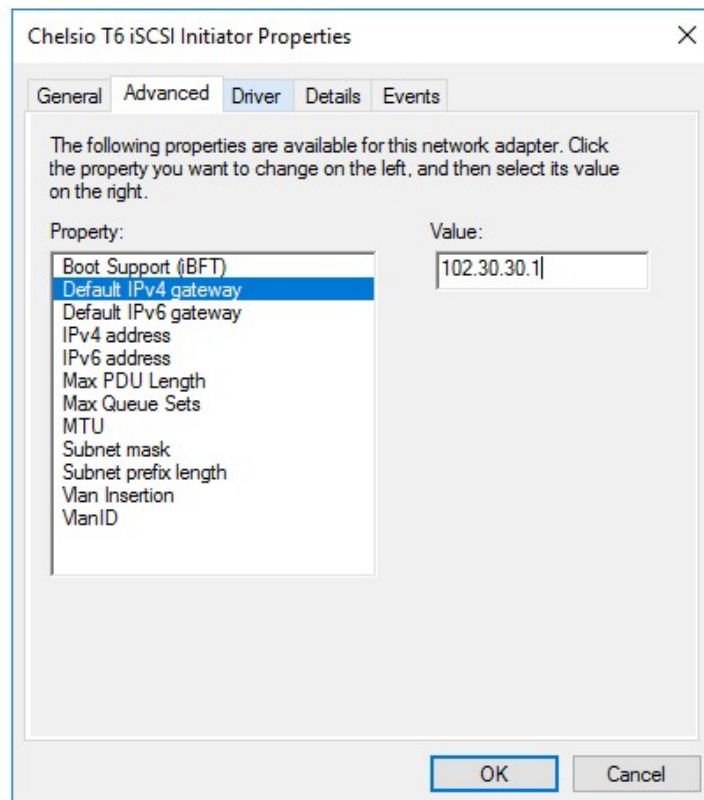 Chelsio T6 iSCSI Initiator Properties
General Advanced Driver Details Events
The following properties are available for this network adapter. Click
the property you want to change on the left, and then select its value
on the right.
Property: Value:
Boot Support (iBFT) 102.30.30.1
Default IPv4 gateway
Default IPv6 gateway
IPv4 address
IPv6 address
Max PDU Length
Max Queue Sets
MTU
Subnet mask
Subnet prefix length
Vlan Insertion
VlanID
OK Cancel